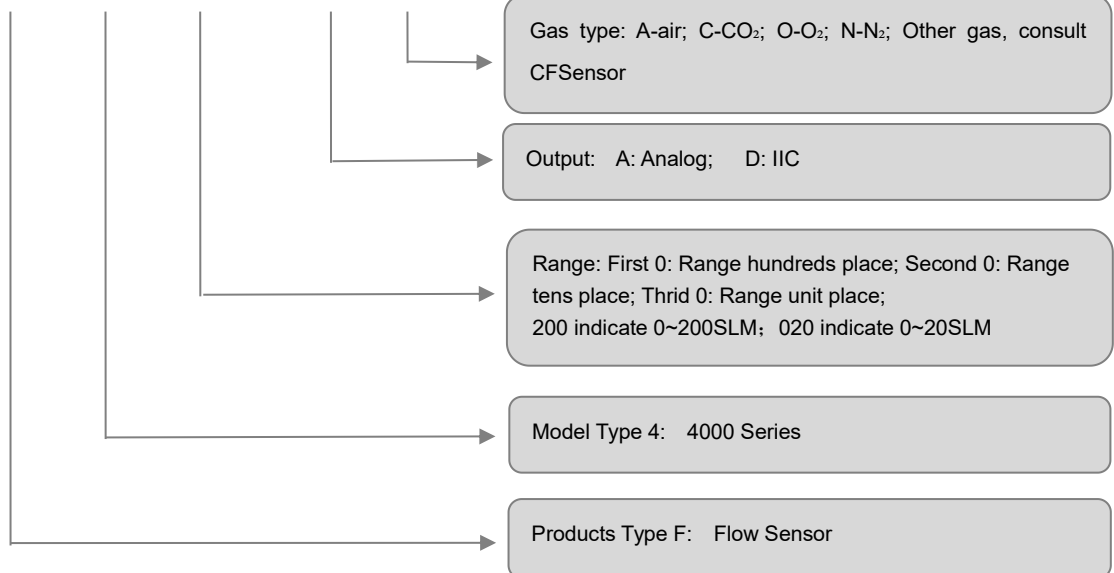 Gas type: A-air; C-CO₂; O-O₂; N-N₂; Other gas, consult
CFSensor
Output: A: Analog; D: IIC
Range: First 0: Range hundreds place; Second 0: Range
tens place; Thrid 0: Range unit place;
200 indicate 0~200SLM；020 indicate 0~20SLM
Model Type 4: 4000 Series
Products Type F: Flow Sensor